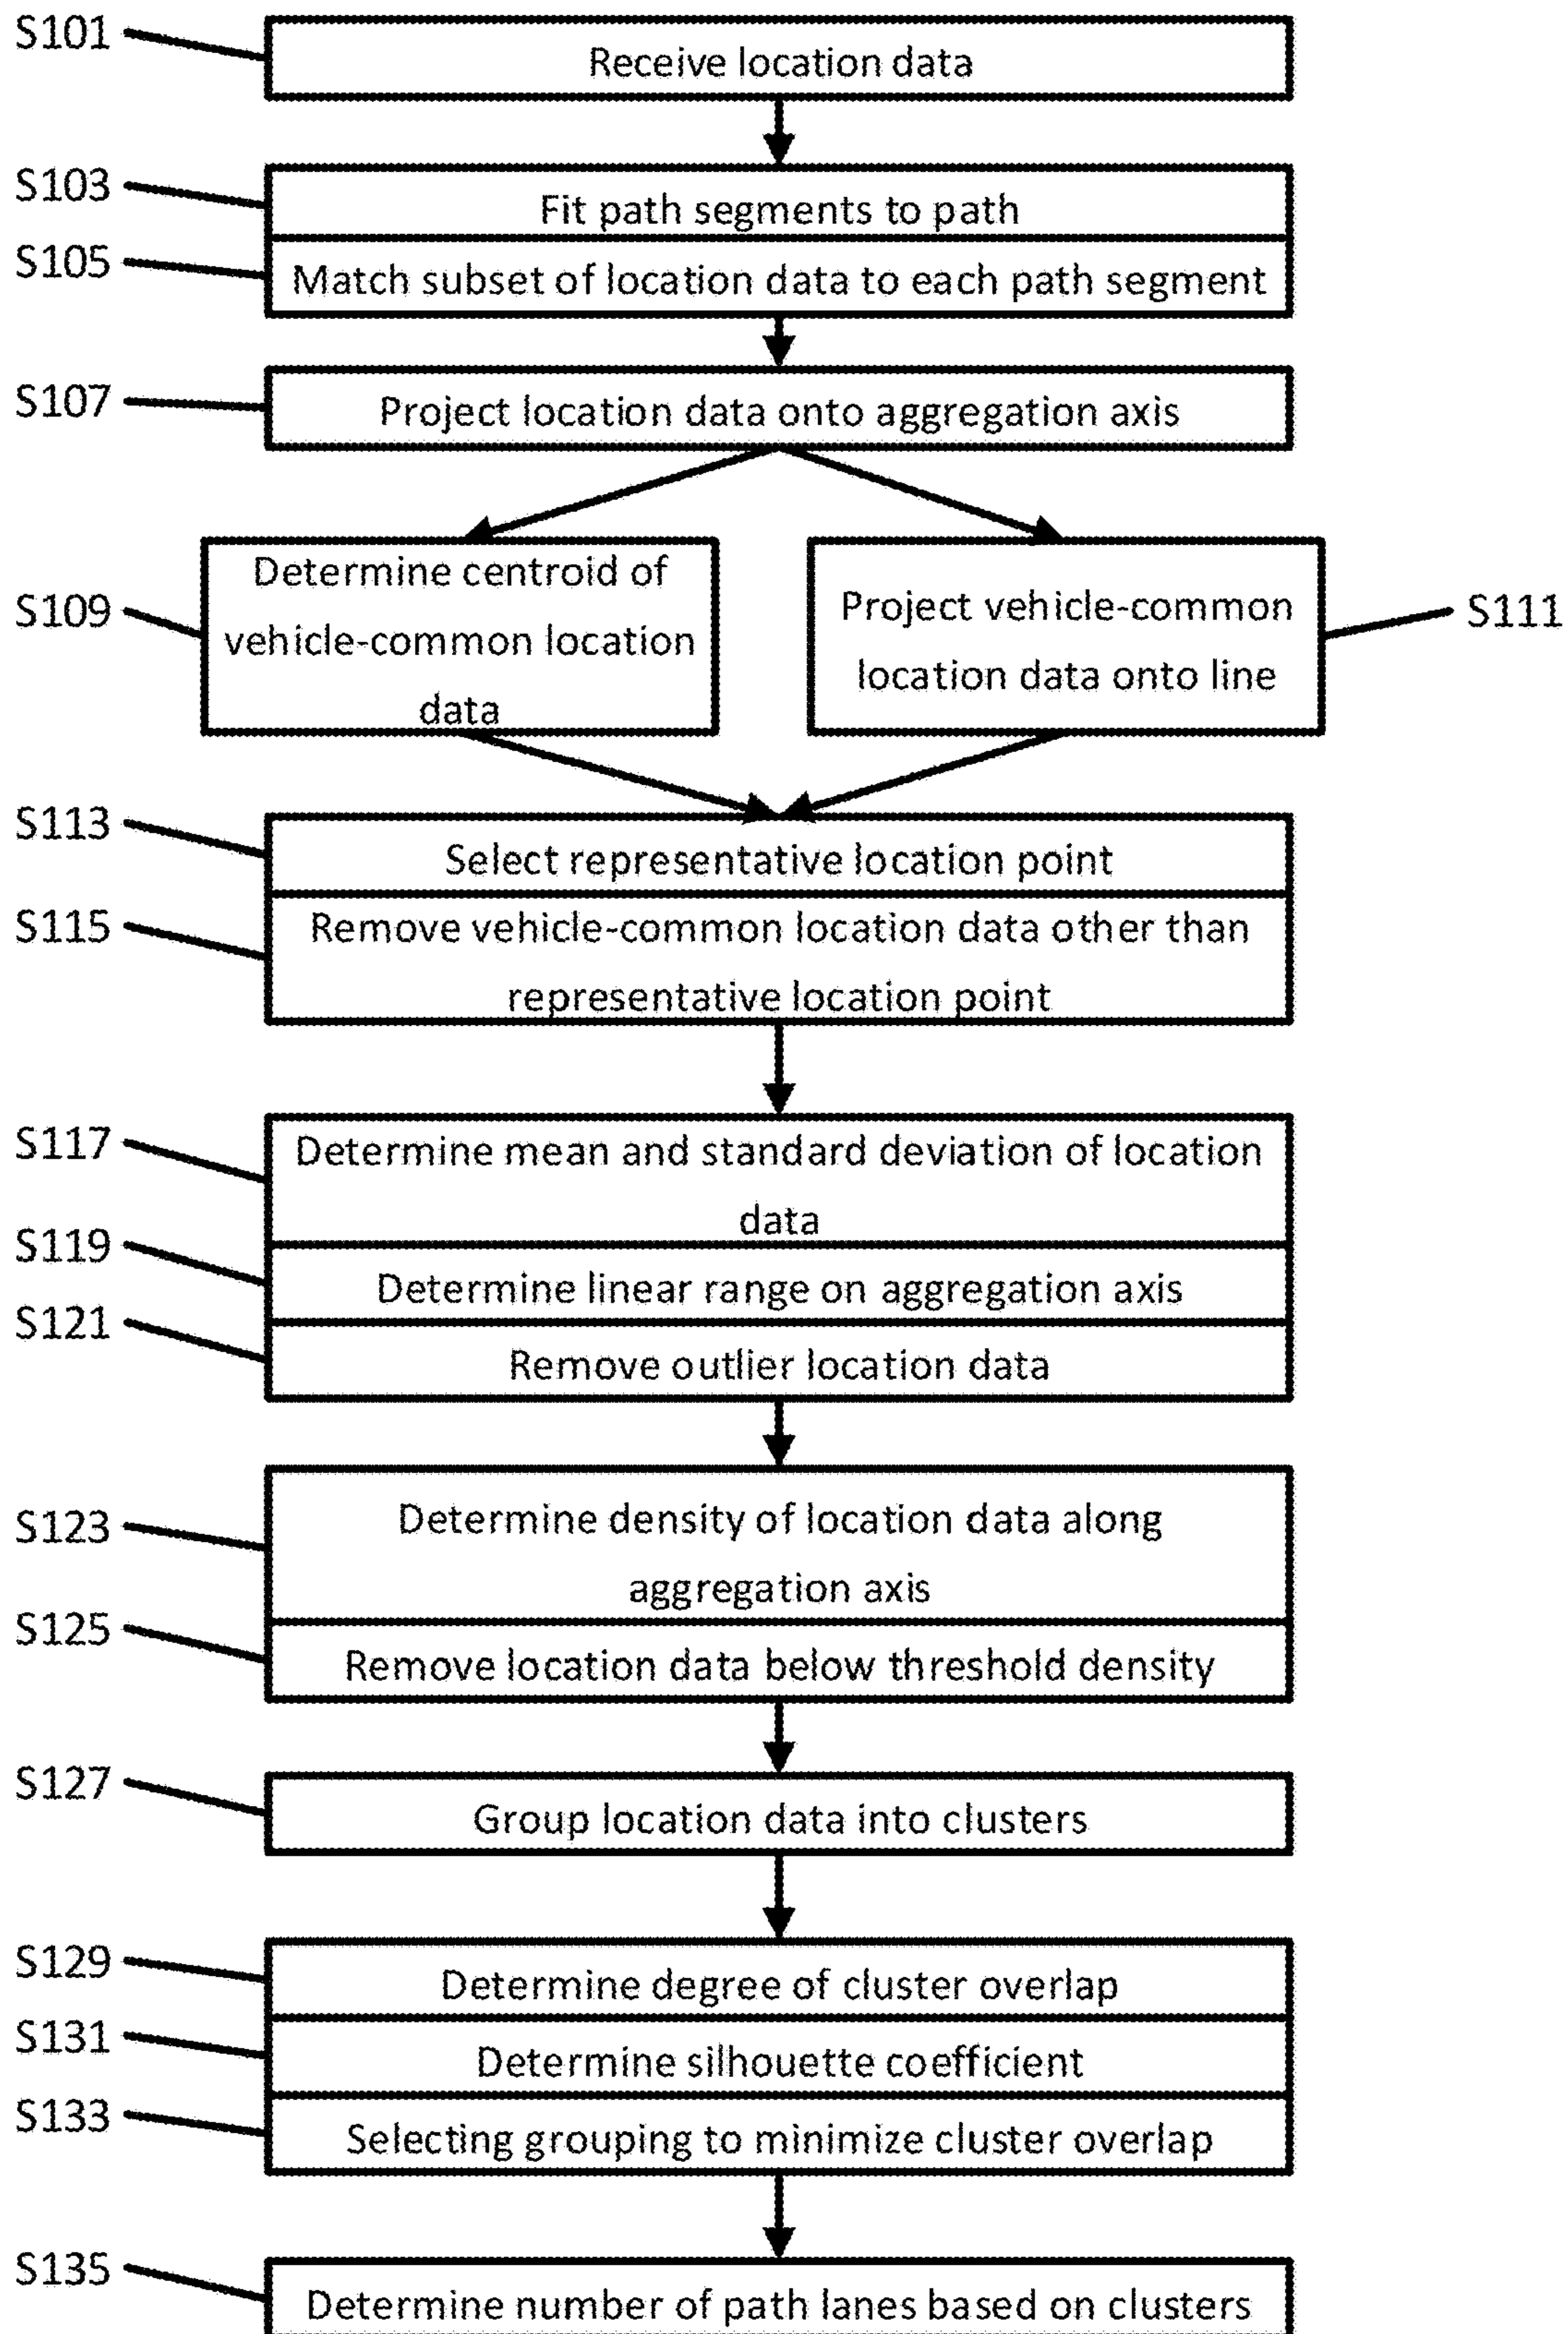 S101
Receive location data
S103
Fit path segments to path
S105
Match subset of location data to each path segment
S107
Project location data onto aggregation axis
S109
Determine centroid of
vehicle-common location
data
Project vehicle-common
location data onto line
S111
S113
Select representative location point
S115
Remove vehicle-common location data other than
representative location point
S117
Determine mean and standard deviation of location
data
S119
Determine linear range on aggregation axis
S121
Remove outlier location data
S123
Determine density of location data along
aggregation axis
S125
Remove location data below threshold density
S127
Group location data into clusters
S129
Determine degree of cluster overlap
S131
Determine silhouette coefficient
S133
Selecting grouping to minimize cluster overlap
S135
Determine number of path lanes based on clusters